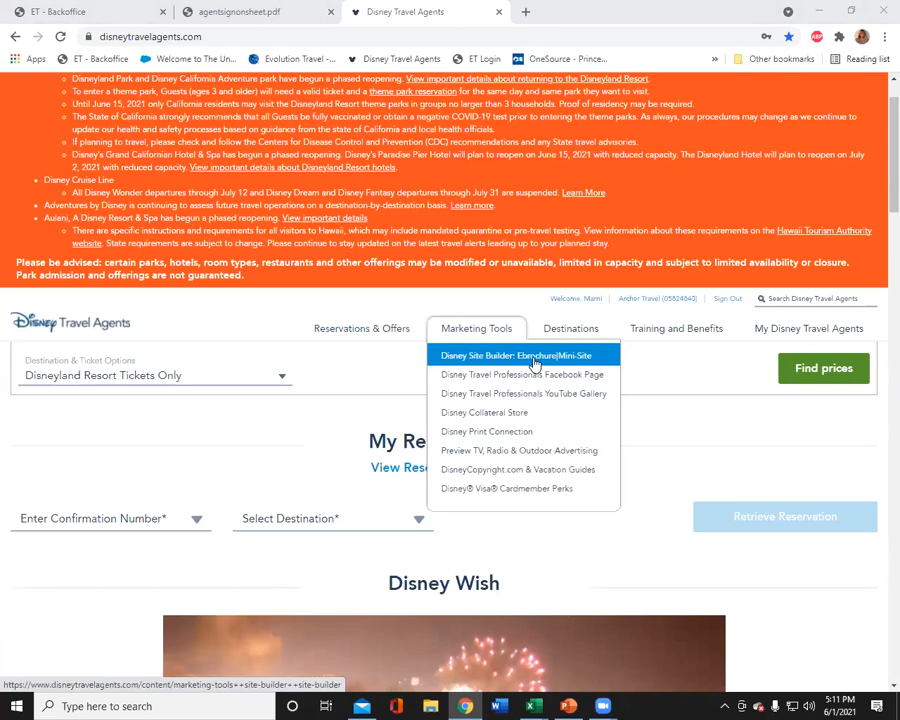 ET - Backoffice
agentsignonsheet.pdf
Disney Travel Agents
disneytravelagents.com
ABP
Apps
ET - Backoffice
Welcome to The Un...
Evolution Travel -...
Disney Travel Agents
ET Login
OneSource - Prince...
»
Other bookmarks
Reading list
Disneyland Park and Disney California Adventure park have begun a phased reopening. View important details about returning to the Disneyland Resort.
To enter a theme park, Guests (ages 3 and older) will need a valid ticket and a theme park reservation for the same day and same park they want to visit.
Until June 15, 2021 only California residents may visit the Disneyland Resort theme parks in groups no larger than 3 households. Proof of residency may be required.
The State of California strongly recommends that all Guests be fully vaccinated or obtain a negative COVID-19 test prior to entering the theme parks. As always, our procedures may change as we continue to
update our health and safety processes based on guidance from the state of California and local health officials.
If planning to travel, please check and follow the Centers for Disease Control and Prevention (CDC) recommendations and any State travel advisories.
Disney's Grand Californian Hotel & Spa has begun a phased reopening. Disney's Paradise Pier Hotel will plan to reopen on June 15, 2021 with reduced capacity. The Disneyland Hotel will plan to reopen on July
2, 2021 with reduced capacity. View important details about Disneyland Resort hotels.
Disney Cruise Line
All Disney Wonder departures through July 12 and Disney Dream and Disney Fantasy departures through July 31 are suspended. Learn More
Adventures by Disney is continuing to assess future travel operations on a destination-by-destination basis. Learn more.
Aulani, A Disney Resort & Spa has begun a phased reopening. View important details
There are specific instructions and requirements for all visitors to Hawaii, which may include mandated quarantine or pre-travel testing. View information about these requirements on the Hawaii Tourism Authority
website. State requirements are subject to change. Please continue to stay updated on the latest travel alerts leading up to your planned stay.
Please be advised: certain parks, hotels, room types, restaurants and other offerings may be modified or unavailable, limited in capacity and subject to limited availability or closure.
Park admission and offerings are not guaranteed.
Welcome, Marni
Archer Travel (05824840)
Sign Out
Search Disney Travel Agents
Disney Travel Agents
Reservations & Offers
Marketing Tools
Destinations
Training and Benefits
My Disney Travel Agents
Destination & Ticket Options
Disneyland Resort Tickets Only
Find prices
Disney Site Builder: Ebrochure|Mini-Site
Disney Travel Professionals Facebook Page
Disney Travel Professionals YouTube Gallery
Disney Collateral Store
Disney Print Connection
Preview TV, Radio & Outdoor Advertising
DisneyCopyright.com & Vacation Guides
Disney® Visa® Cardmember Perks
My Re
View Res
Enter Confirmation Number*
Select Destination*
Retrieve Reservation
Disney Wish
https://www.disneytravelagents.com/content/marketing-tools++site-builder++site-builder
Type here to search
5:11 PM
6/1/2021